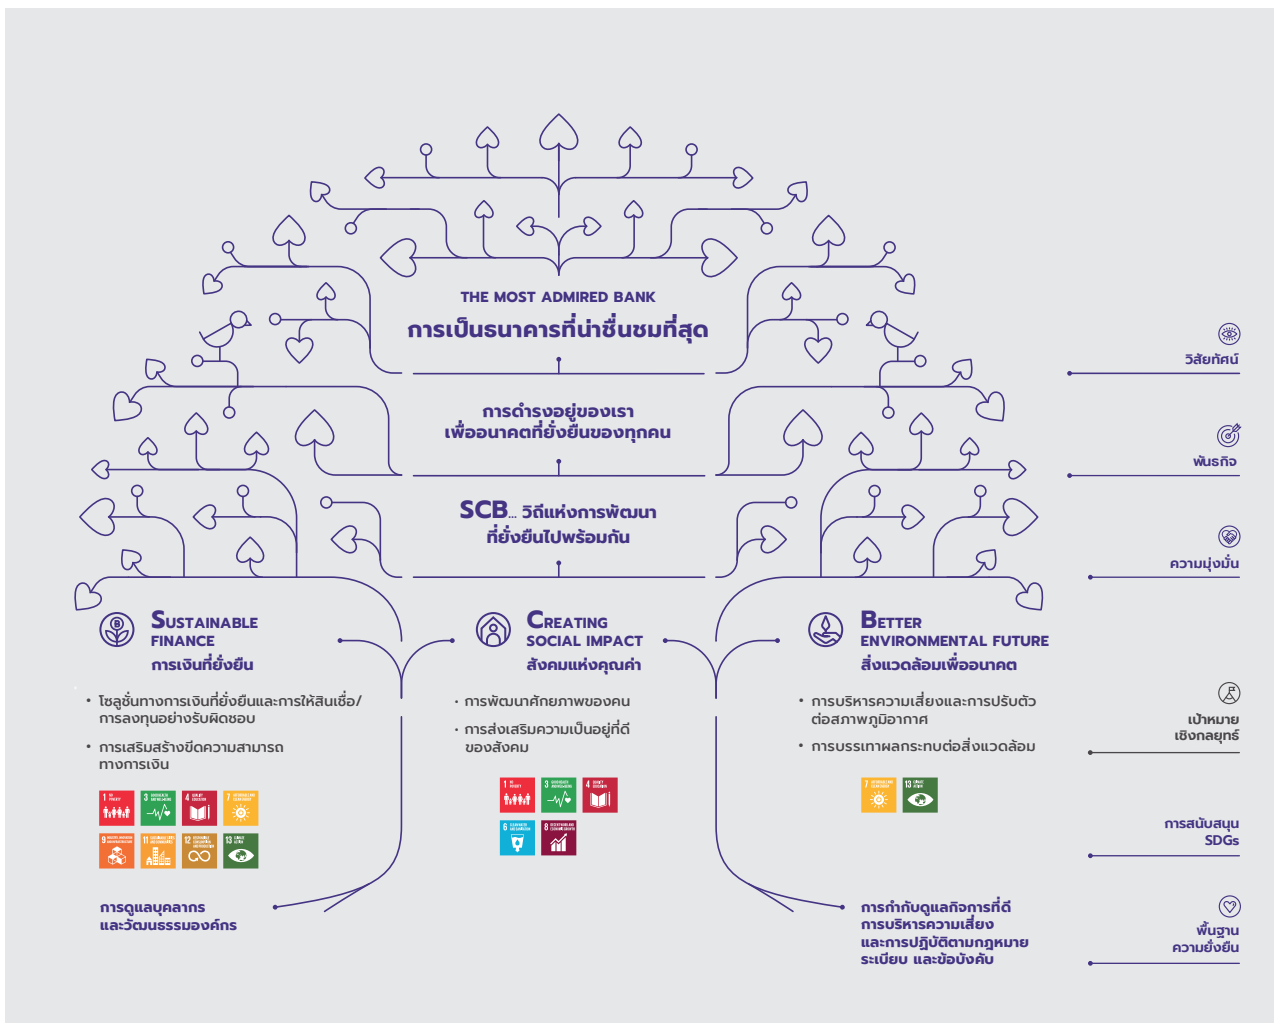 THE MOST ADMIRED BANK
การเป็นธนาคารที่น่าชื่นชมที่สุด
วิสัยทัศน์
การดำรงอยู่ของเรา
เพื่ออนาคตที่ยั่งยืนของทุกคน
พันธกิจ
SCB... วิถีแห่งการพัฒนา
ที่ยั่งยืนไปพร้อมกัน
ความมุ่งมั่น
SUSTAINABLE
FINANCE
การเงินที่ยั่งยืน
• โซลูชั่นทางการเงินที่ยั่งยืนและการให้สินเชื่อ/
การลงทุนอย่างรับผิดชอบ
• การเสริมสร้างขีดความสามารถ
ทางการเงิน
1
3
4
7
9
11
12
13
CREATING
SOCIAL IMPACT
สังคมแห่งคุณค่า
• การพัฒนาศักยภาพของคน
• การส่งเสริมความเป็นอยู่ที่ดี
ของสังคม
1
3
4
6
8
BETTER
ENVIRONMENTAL FUTURE
สิ่งแวดล้อมเพื่ออนาคต
• การบริหารความเสี่ยงและการปรับตัว
ต่อสภาพภูมิอากาศ
• การบรรเทาผลกระทบต่อสิ่งแวดล้อม
7
13
เป้าหมาย
เชิงกลยุทธ์
การสนับสนุน
SDGs
การดูแลบุคลากร
และวัฒนธรรมองค์กร
การกำกับดูแลกิจการที่ดี
การบริหารความเสี่ยง
และการปฏิบัติตามกฎหมาย
ระเบียบ และข้อบังคับ
พื้นฐาน
ความยั่งยืน